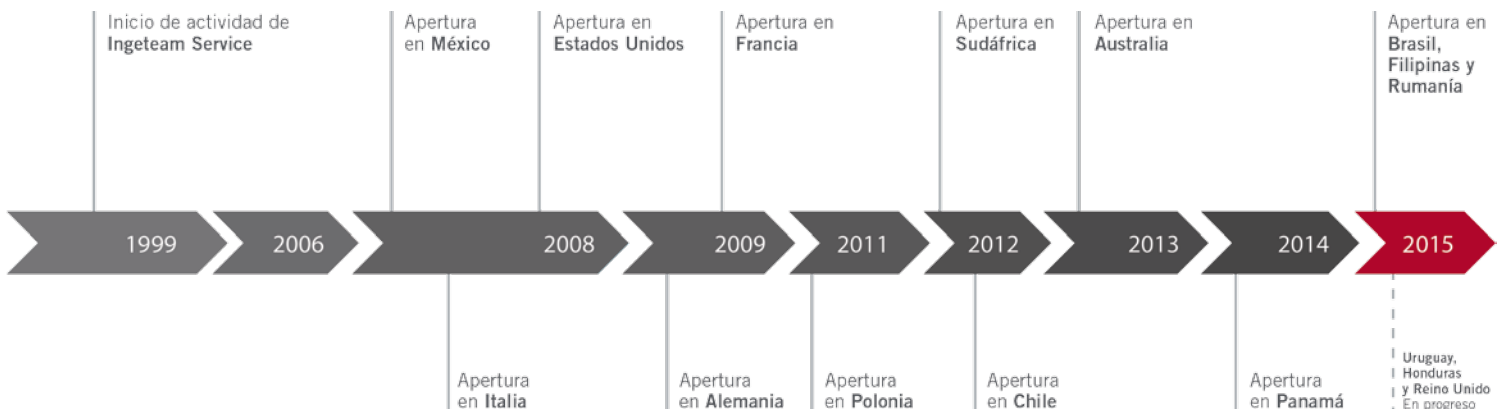 Inicio de actividad de
Ingeteam Service
Apertura
en México
Apertura en
Estados Unidos
Apertura en
Francia
Apertura en
Sudáfrica
Apertura en
Australia
Apertura en
Brasil,
Filipinas y
Rumanía
1999
2006
2008
2009
2011
2012
2013
2014
2015
Apertura
en Italia
Apertura
en Alemania
Apertura
en Polonia
Apertura
en Chile
Apertura
en Panamá
Uruguay,
Honduras
y Reino Unido
En progreso